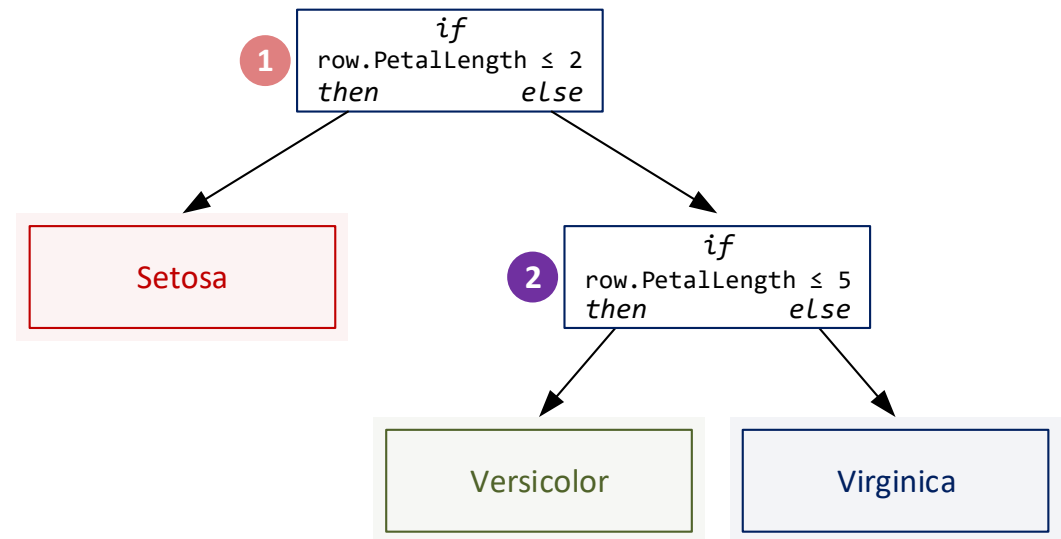 1
if
row.PetalLength ≤ 2
then else
Setosa
2
if
row.PetalLength ≤ 5
then else
Versicolor
Virginica